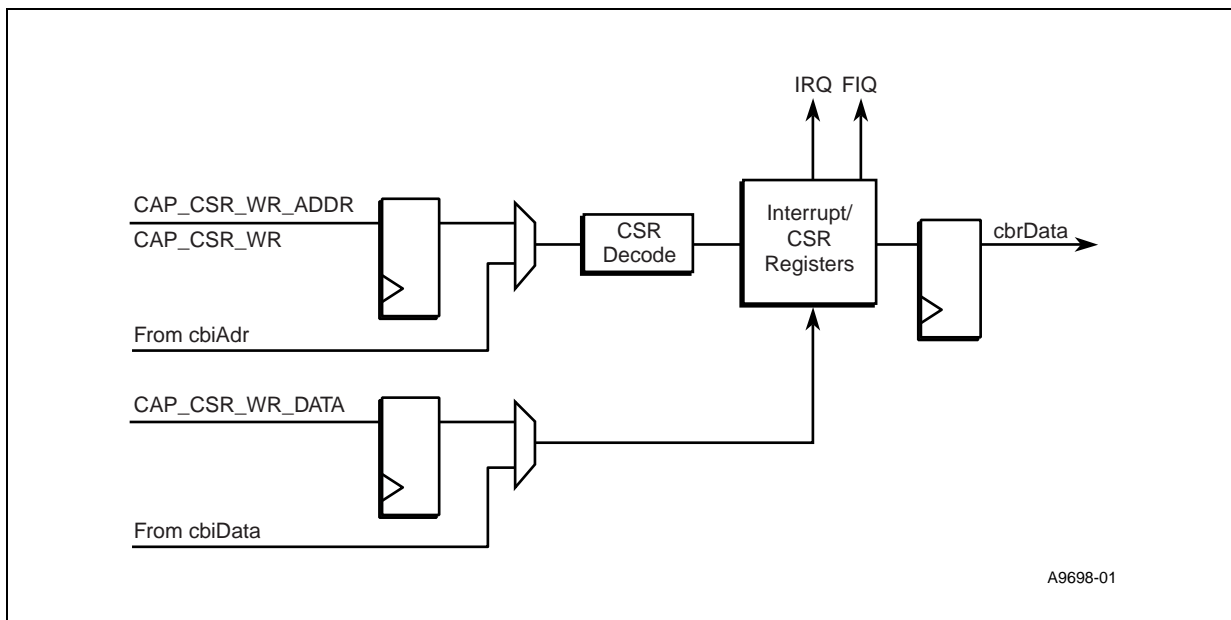 IRQ FIQ
CAP_CSR_WR_ADDR
CAP_CSR_WR
CSR
Decode
Interrupt/
CSR
Registers
cbrData
From cbiAdr
CAP_CSR_WR_DATA
From cbiData
A9698-01